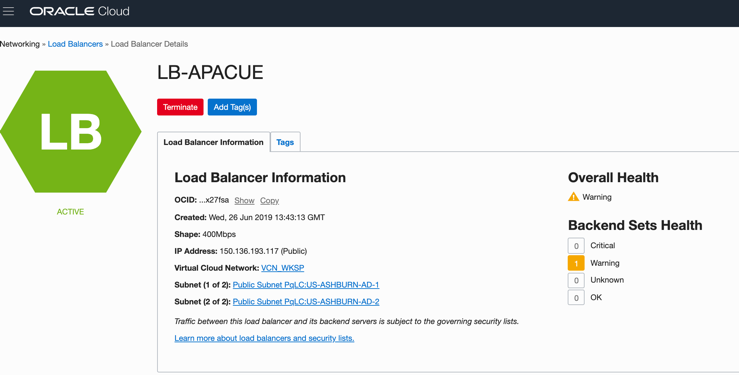 ORACLE Cloud
Networking » Load Balancers » Load Balancer Details
LB
ACTIVE
LB-APACUE
Terminate
Add Tag(s)
Load Balancer Information
Tags
Load Balancer Information
OCID: ...x27fsa Show Copy
Created: Wed, 26 Jun 2019 13:43:13 GMT
Shape: 400Mbps
IP Address: 150.136.193.117 (Public)
Virtual Cloud Network: VCN_WKSP
Subnet (1 of 2): Public Subnet PqLC:US-ASHBURN-AD-1
Subnet (2 of 2): Public Subnet PqLC:US-ASHBURN-AD-2
Traffic between this load balancer and its backend servers is subject to the governing security lists.
Learn more about load balancers and security lists.
Overall Health
Warning
Backend Sets Health
0 Critical
1 Warning
0 Unknown
0 OK